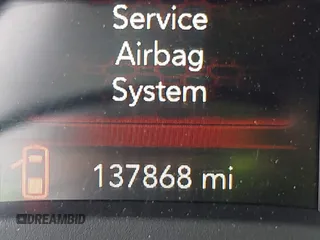 Service
Airbag
System
137868 mi
DREAMBID